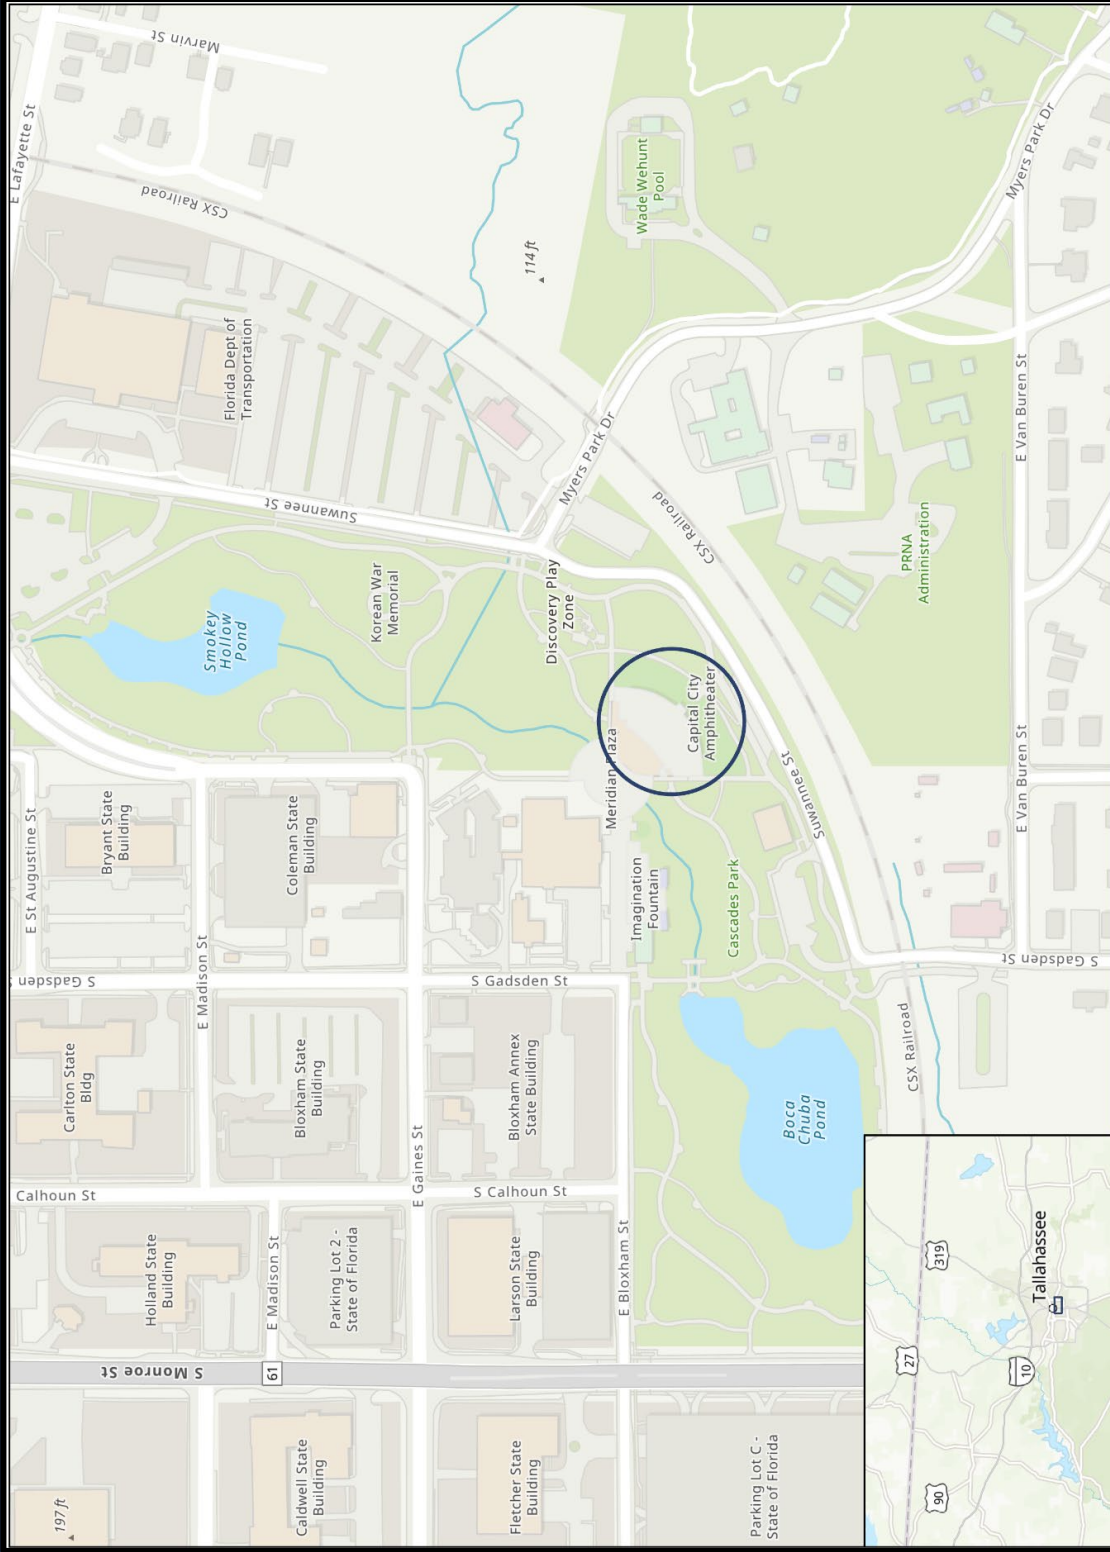 197 ft
S Monroe St
Calhoun St
S Gadsden St
E St Augustine St
E Lafayette St
Carlton State
Bldg
Bryant State
Building
Marvin St
Holland State
Building
E Madison St
E Madison St
CSX Railroad
Smokey
Hollow
Pond
Florida Dept of
Transportation
61
E Madison St
Caldwell State
Building
Bloxham State
Building
Coleman State
Building
Suwannee St
Parking Lot 2 -
State of Florida
Korean War
Memorial
E Gaines St
S Calhoun St
S Gadsden St
Fletcher State
Building
Larson State
Building
Bloxham Annex
State Building
114 ft
Discovery Play
Zone
Myers Park Dr
E Bloxham St
Meridian Plaza
Imagination
Fountain
Wade Wehunt
Pool
CSX Railroad
Capital City
Amphitheater
Cascades Park
Parking Lot C -
State of Florida
Boca
Chuba
Pond
Suwannee St
PRNA
Administration
CSX Railroad
S Gadsden St
E Van Buren St
E Van Buren St
Myers Park Dr
27
319
90
10
Tallahassee